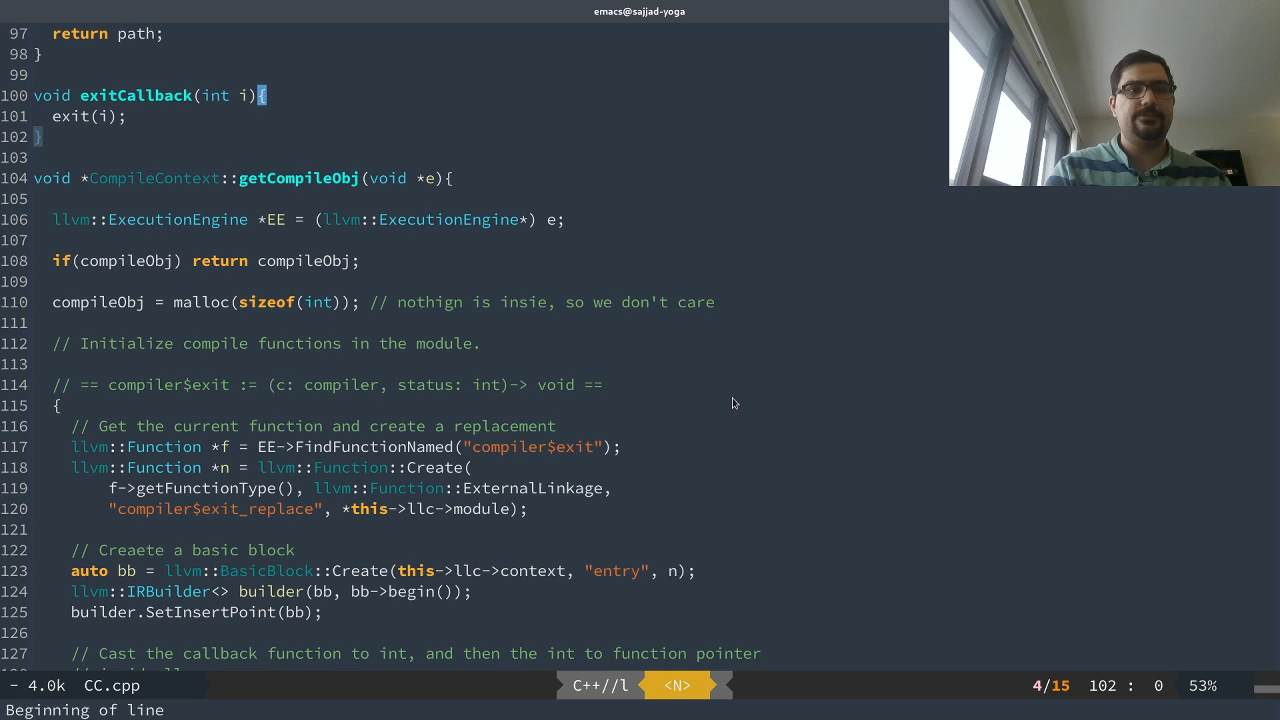 emacs@sajjad-yoga
97 return path;
98 }
99
100 void exitCallback(int i){
101 exit(i);
102 }
103
104 void *CompileContext::getCompileObj(void *e){
105
106 llvm::ExecutionEngine *EE = (llvm::ExecutionEngine*) e;
107
108 if(compileObj) return compileObj;
109
110 compileObj = malloc(sizeof(int)); // nothign is insie, so we don't care
111
112 // Initialize compile functions in the module.
113
114 // == compiler$exit := (c: compiler, status: int)-> void ==
115 {
116 // Get the current function and create a replacement
117 llvm::Function *f = EE->FindFunctionNamed("compiler$exit");
118 llvm::Function *n = llvm::Function::Create(
119 f->getFunctionType(), llvm::Function::ExternalLinkage,
120 "compiler$exit_replace", *this->llc->module);
121
122 // Creaete a basic block
123 auto bb = llvm::BasicBlock::Create(this->llc->context, "entry", n);
124 llvm::IRBuilder<> builder(bb, bb->begin());
125 builder.SetInsertPoint(bb);
126
127 // Cast the callback function to int, and then the int to function pointer
- 4.0k CC.cpp C++//l <N> 4/15 102 : 0 53%
Beginning of line